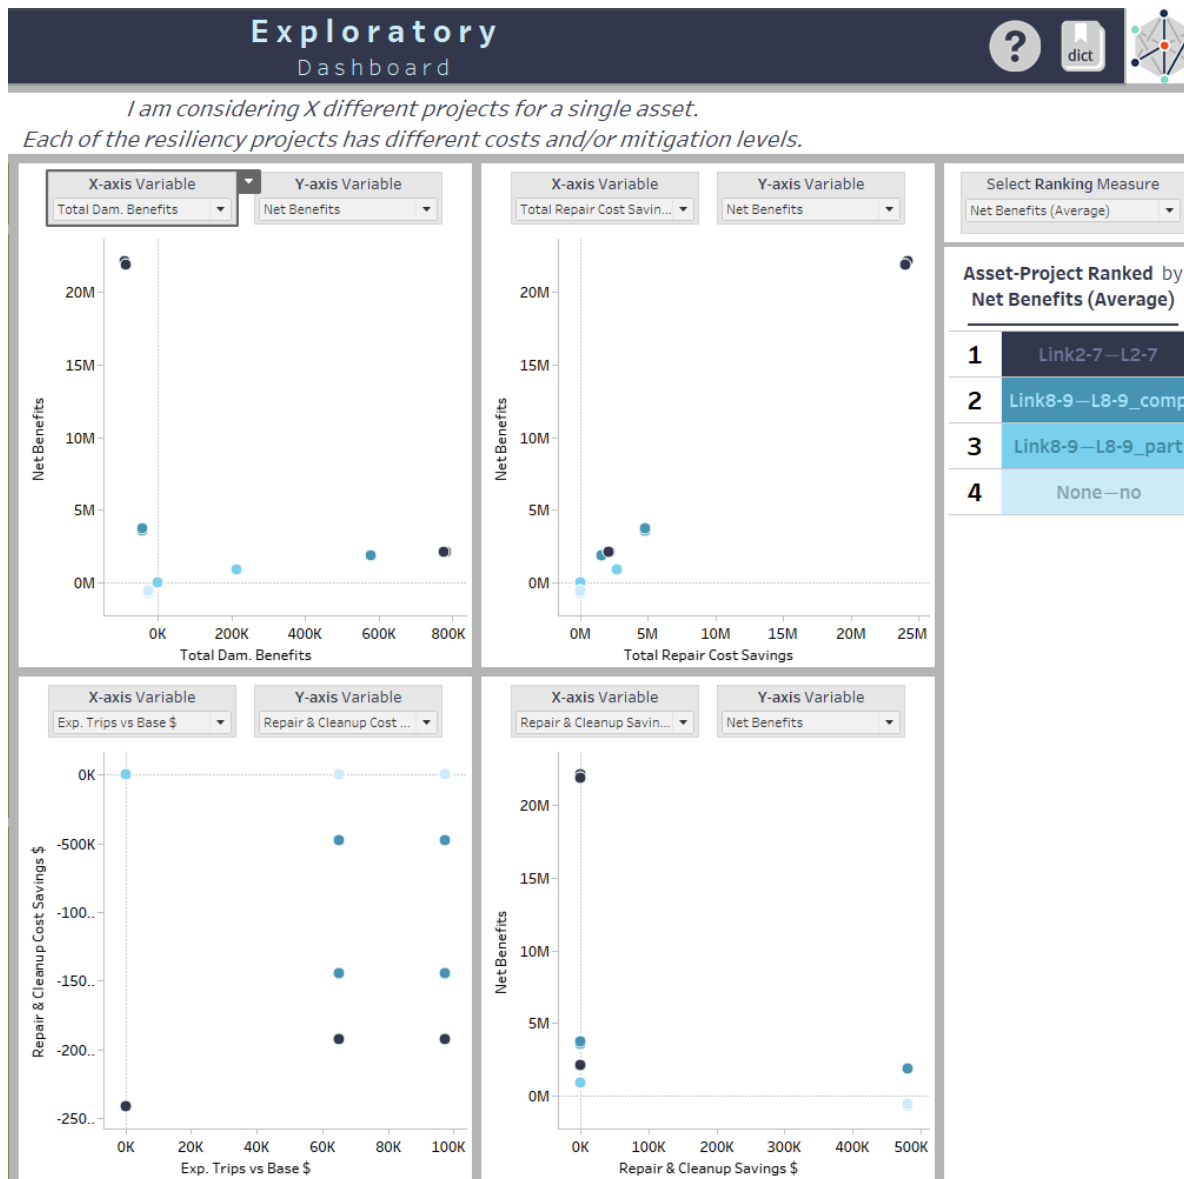 Exploratory
Dashboard
?
dict
I am considering X different projects for a single asset.
Each of the resiliency projects has different costs and/or mitigation levels.
X-axis Variable
Total Dam. Benefits
Y-axis Variable
Net Benefits
Net Benefits
20M
15M
10M
5M
0M
0K 200K 400K 600K 800K
Total Dam. Benefits
X-axis Variable
Total Repair Cost Savin...
Y-axis Variable
Net Benefits
Net Benefits
20M
15M
10M
5M
0M
0M 5M 10M 15M 20M 25M
Total Repair Cost Savings
Select Ranking Measure
Net Benefits (Average)
Asset-Project Ranked by
Net Benefits (Average)
1 Link2-7—L2-7
2 Link8-9—L8-9_comp
3 Link8-9—L8-9_part
4 None—no
X-axis Variable
Exp. Trips vs Base $
Y-axis Variable
Repair & Cleanup Cost ...
Repair & Cleanup Cost Savings $
0K
-500K
-100..
-150..
-200..
-250..
0K 20K 40K 60K 80K 100K
Exp. Trips vs Base $
X-axis Variable
Repair & Cleanup Savin...
Y-axis Variable
Net Benefits
Net Benefits
20M
15M
10M
5M
0M
0K 100K 200K 300K 400K 500K
Repair & Cleanup Savings $